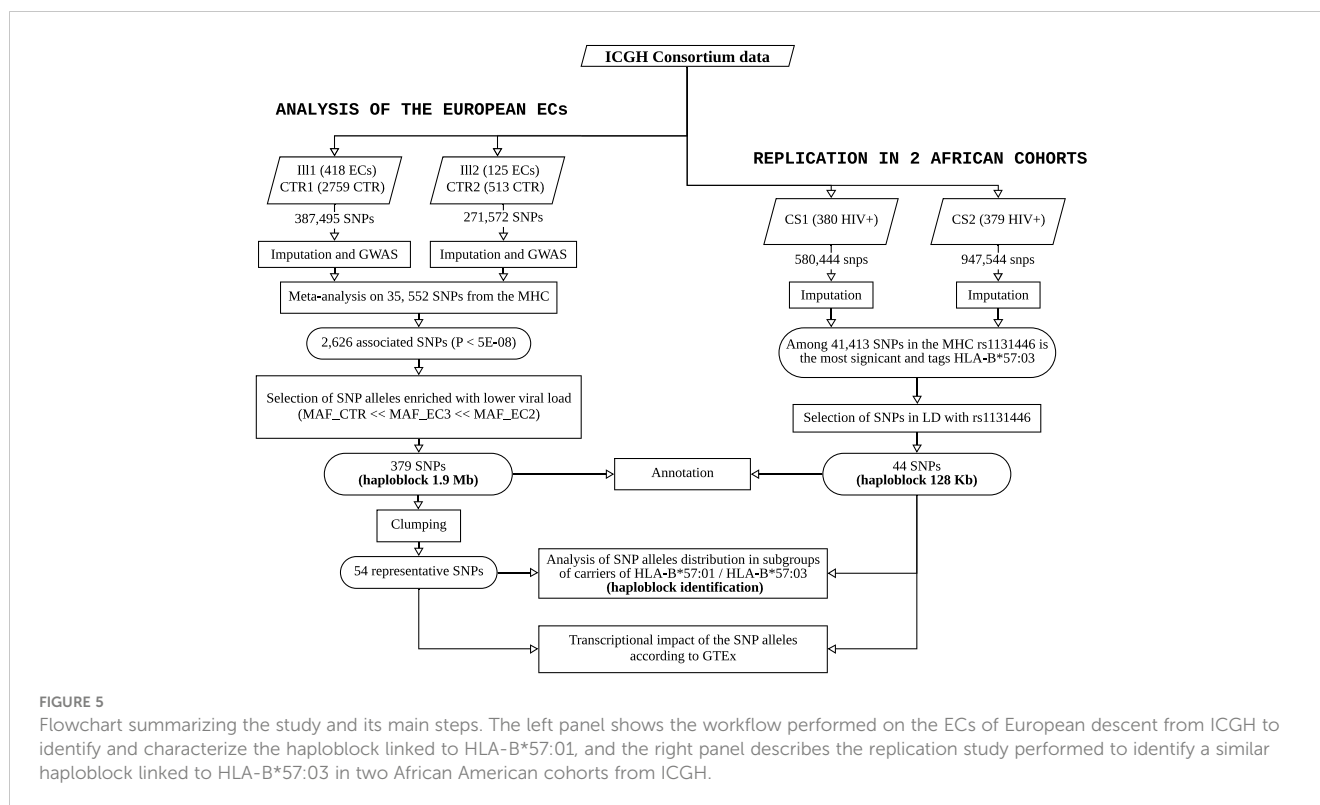 ICGH Consortium data
ANALYSIS OF THE EUROPEAN ECs
Ill1 (418 ECs)
CTR1 (2759 CTR)
Ill2 (125 ECs)
CTR2 (513 CTR)
387,495 SNPs
271,572 SNPs
Imputation and GWAS
Imputation and GWAS
Meta-analysis on 35, 552 SNPs from the MHC
2,626 associated SNPs (P < 5E-08)
Selection of SNP alleles enriched with lower viral load
(MAF_CTR << MAF_EC3 << MAF_EC2)
379 SNPs
(haploblock 1.9 Mb)
Clumping
54 representative SNPs
REPLICATION IN 2 AFRICAN COHORTS
CS1 (380 HIV+)
CS2 (379 HIV+)
580,444 snps
947,544 snps
Imputation
Imputation
Among 41,413 SNPs in the MHC rs1131446 is
the most signicant and tags HLA-B*57:03
Selection of SNPs in LD with rs1131446
44 SNPs
(haploblock 128 Kb)
Annotation
Analysis of SNP alleles distribution in subgroups
of carriers of HLA-B*57:01 / HLA-B*57:03
(haploblock identification)
Transcriptional impact of the SNP alleles
according to GTEx
FIGURE 5
Flowchart summarizing the study and its main steps. The left panel shows the workflow performed on the ECs of European descent from ICGH to
identify and characterize the haploblock linked to HLA-B*57:01, and the right panel describes the replication study performed to identify a similar
haploblock linked to HLA-B*57:03 in two African American cohorts from ICGH.